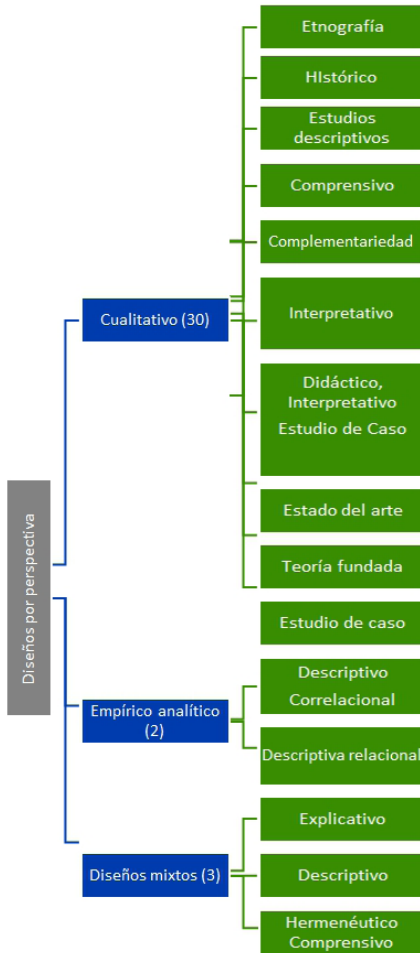 Diseños por perspectiva
Cualitativo (30)
Etnografía
HIstórico
Estudios
descriptivos
Comprensivo
Complementariedad
Interpretativo
Didáctico,
Interpretativo
Estudio de Caso
Estado del arte
Teoría fundada
Estudio de caso
Empírico analítico
(2)
Descriptivo
Correlacional
Descriptiva relacional
Diseños mixtos (3)
Explicativo
Descriptivo
Hermenéutico
Comprensivo